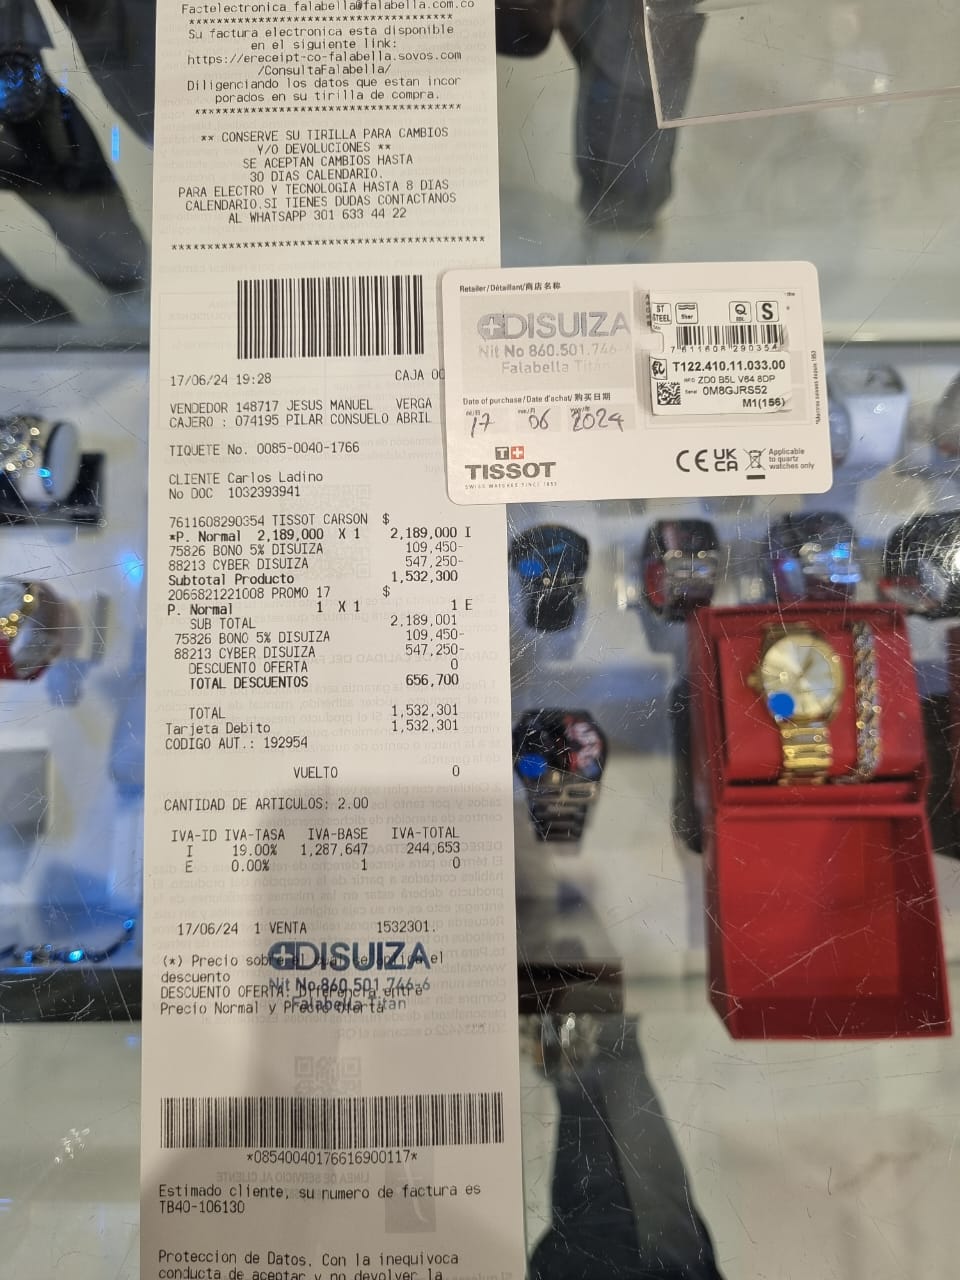 Factelectronica_falabella@falabella.com.co
****************************************
Su factura electronica esta disponible
en el siguiente link:
https://ereceipt-co-falabella.sovos.com
/ConsultaFalabella/
Diligenciando los datos que estan incor
porados en su tirilla de compra.
****************************************
** CONSERVE SU TIRILLA PARA CAMBIOS
Y/O DEVOLUCIONES **
SE ACEPTAN CAMBIOS HASTA
30 DIAS CALENDARIO.
PARA ELECTRO Y TECNOLOGIA HASTA 8 DIAS
CALENDARIO.SI TIENES DUDAS CONTACTANOS
AL WHATSAPP 301 633 44 22
****************************************
17/06/24 19:28 CAJA 00
VENDEDOR 148717 JESUS MANUEL VERGA
CAJERO : 074195 PILAR CONSUELO ABRIL
TIQUETE No. 0085-0040-1766
CLIENTE Carlos Ladino
No DOC 1032393941
7611608290354 TISSOT CARSON $
*P. Normal 2,189,000 X 1 2,189,000 I
75826 BONO 5% DISUIZA 109,450-
88213 CYBER DISUIZA 547,250-
Subtotal Producto 1,532,300
2066821221008 PROMO 17 $
P. Normal 1 X 1 1 E
SUB TOTAL 2,189,001
75826 BONO 5% DISUIZA 109,450-
88213 CYBER DISUIZA 547,250-
DESCUENTO OFERTA 0
TOTAL DESCUENTOS 656,700
TOTAL 1,532,301
Tarjeta Debito 1,532,301
CODIGO AUT.: 192954
VUELTO 0
CANTIDAD DE ARTICULOS: 2.00
IVA-ID IVA-TASA IVA-BASE IVA-TOTAL
I 19.00% 1,287,647 244,653
E 0.00% 1 0
17/06/24 1 VENTA 1532301.
DISUIZA
Nit No 860.501.746-6
Falabella Titan
(*) Precio sobre el cual se aplica el
descuento
DESCUENTO OFERTA: Diferencia entre
Precio Normal y Precio Oferta
*08540040176616900117*
Estimado cliente, su numero de factura es
TB40-106130
Proteccion de Datos. Con la inequivoca
conducta de aceptar y no devolver la
Retailer/Détaillant/商店名称
DISUIZA
Nit No 860.501.746-
Falabella Titan
Date of purchase/Date d'achat/购买日期
17 06 2024
TISSOT
SWISS WATCHES SINCE 1853
ST
STEEL
Q
S
7 611608 290354
T122.410.11.033.00
ZD0 B5L V64 8DP
0M8GJRS52
M1(156)
CE UK CA
Applicable
to quartz
watches only